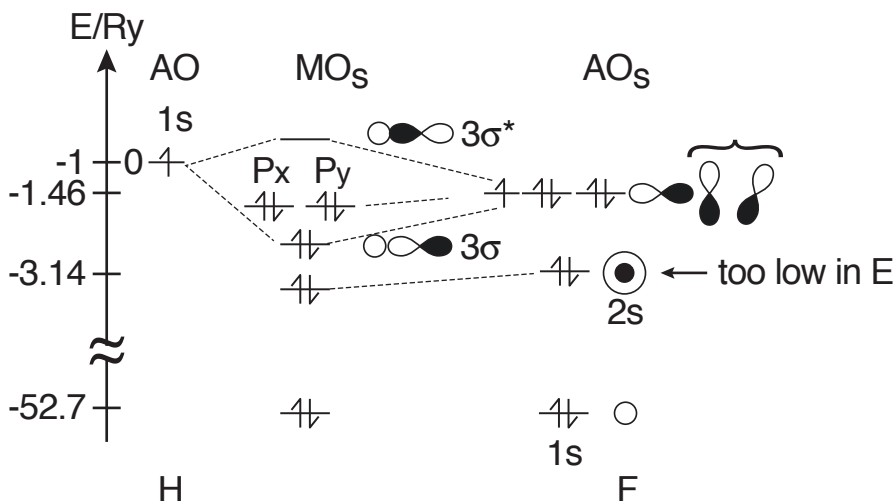 E/Ry
AO MOs AOs
1s
3σ*
-1 0
Px Py
-1.46
3σ
-3.14
too low in E
2s
-52.7
1s
H F